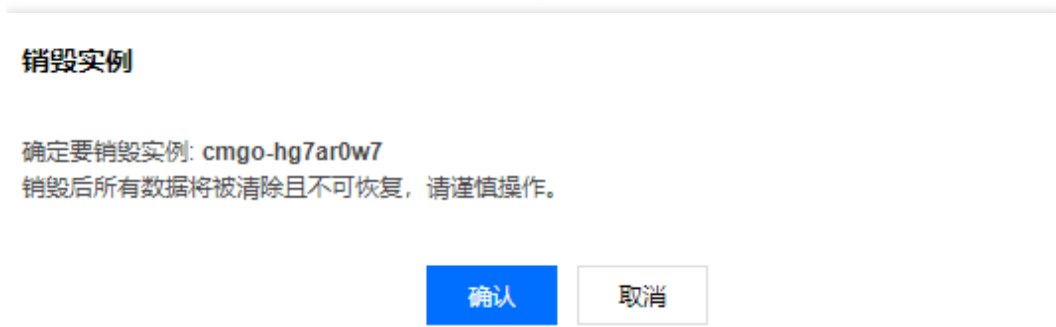 销毁实例
确定要销毁实例: cmgo-hg7ar0w7
销毁后所有数据将被清除且不可恢复，请谨慎操作。
确认
取消